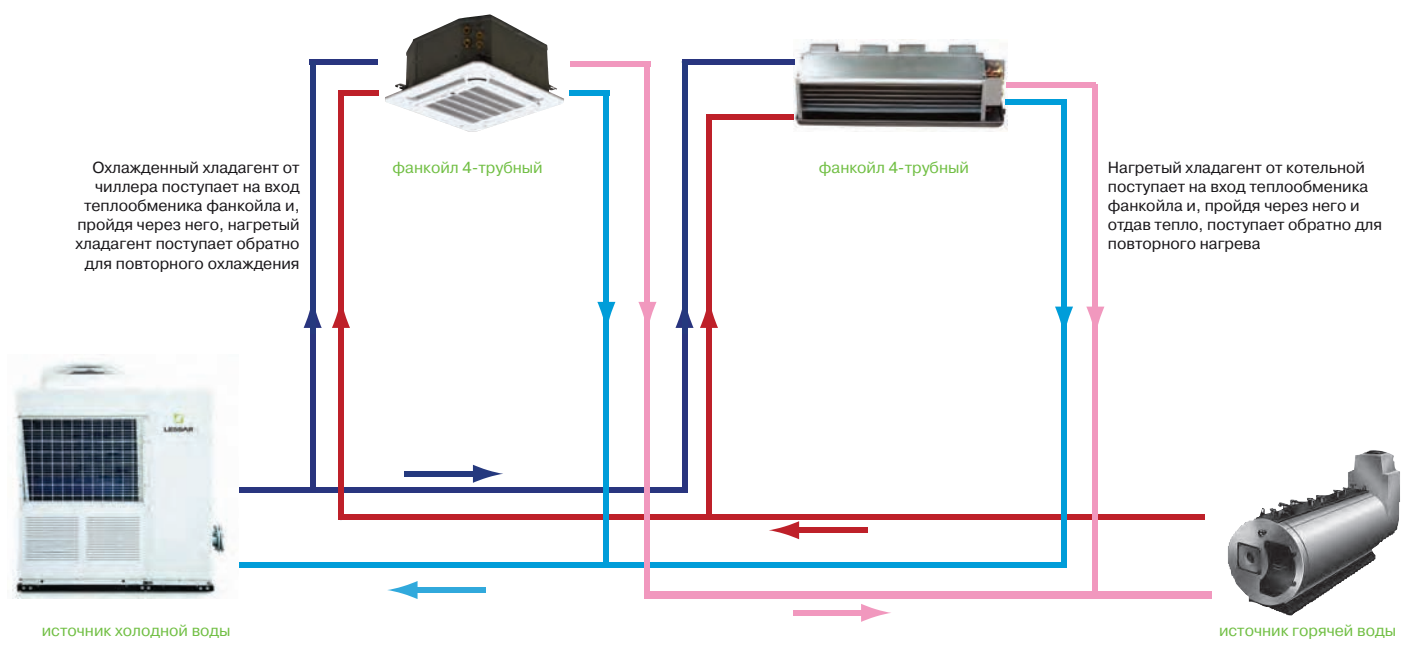 фанкойл 4-трубный
фанкойл 4-трубный
Охлажденный хладагент от
чиллера поступает на вход
теплообменика фанкойла и,
пройдя через него, нагретый
хладагент поступает обратно
для повторного охлаждения
Нагретый хладагент от котельной
поступает на вход теплообменика
фанкойла и, пройдя через него и
отдав тепло, поступает обратно для
повторного нагрева
LESSAR
источник холодной воды
источник горячей воды